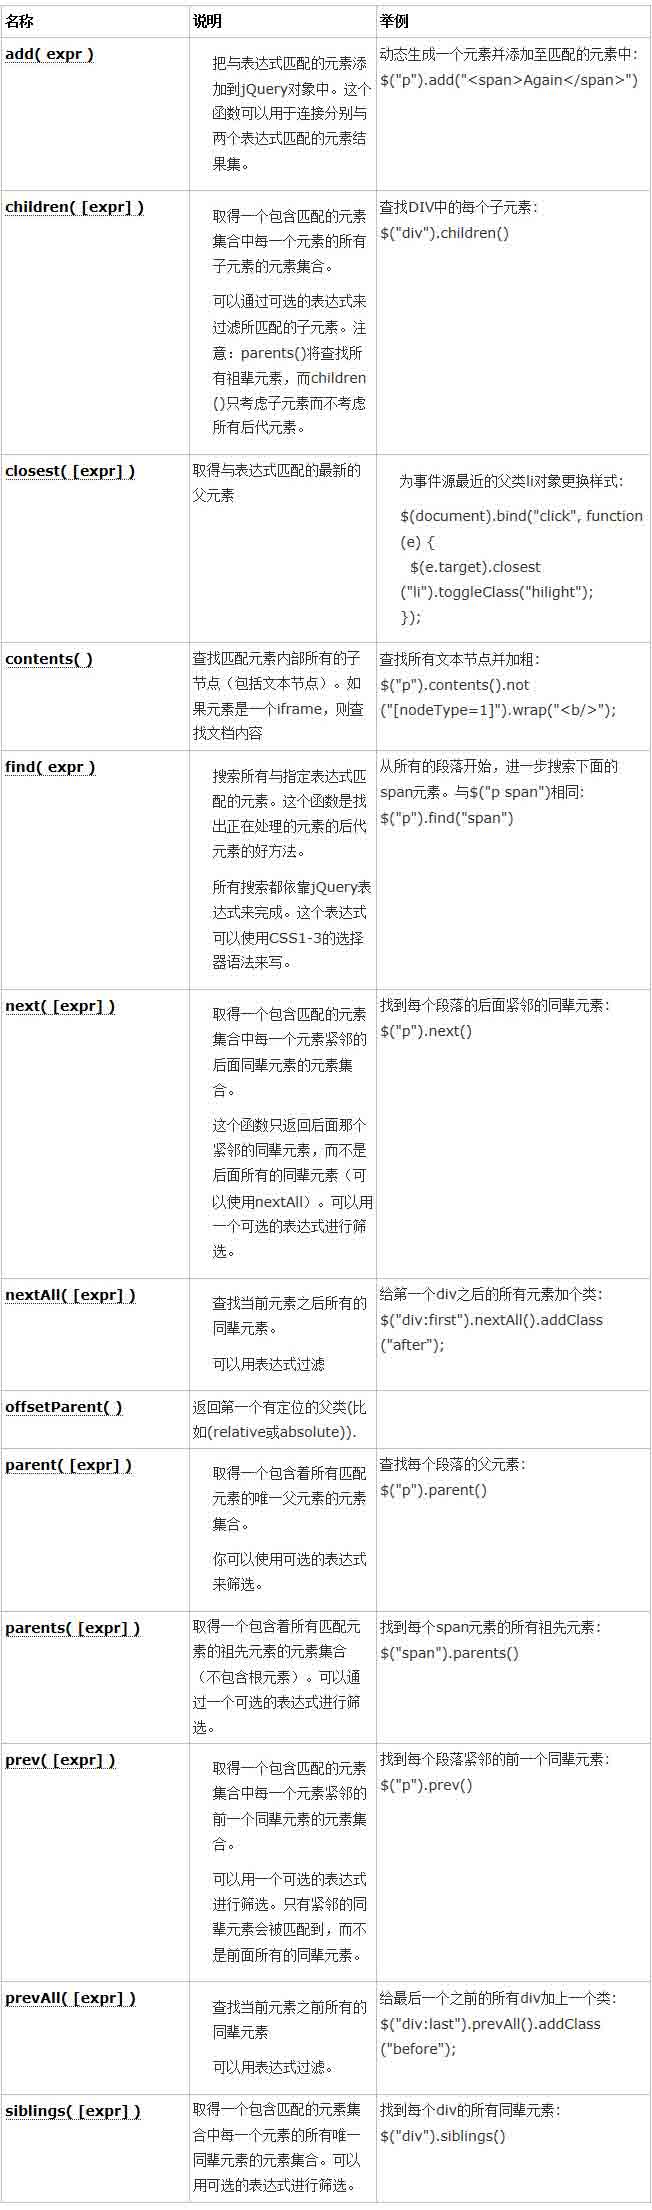 名称
说明
举例
add( expr )
把与表达式匹配的元素添
加到jQuery对象中。这个
函数可以用于连接分别与
两个表达式匹配的元素结
果集。
动态生成一个元素并添加至匹配的元素中:
$("p").add("<span>Again</span>")
children( [expr] )
取得一个包含匹配的元素
集合中每一个元素的所有
子元素的元素集合。
可以通过可选的表达式来
过滤所匹配的子元素。注
意：parents()将查找所
有祖辈元素，而children
()只考虑子元素而不考虑
所有后代元素。
查找DIV中的每个子元素:
$("div").children()
closest( [expr] )
取得与表达式匹配的最新的
父元素
为事件源最近的父类li对象更换样式:
$(document).bind("click", function
(e) {
$(e.target).closest
("li").toggleClass("hilight");
});
contents( )
查找匹配元素内部所有的子
节点（包括文本节点）。如
果元素是一个iframe，则查
找文档内容
查找所有文本节点并加粗:
$("p").contents().not
("[nodeType=1]").wrap("<b/>");
find( expr )
搜索所有与指定表达式匹
配的元素。这个函数是找
出正在处理的元素的后代
元素的好方法。
所有搜索都依靠jQuery表
达式来完成。这个表达式
可以使用CSS1-3的选择
器语法来写。
从所有的段落开始，进一步搜索下面的
span元素。与$("p span")相同:
$("p").find("span")
next( [expr] )
取得一个包含匹配的元素
集合中每一个元素紧邻的
后面同辈元素的元素集
合。
这个函数只返回后面那个
紧邻的同辈元素，而不是
后面所有的同辈元素（可
以使用nextAll）。可以用
一个可选的表达式进行筛
选。
找到每个段落的后面紧邻的同辈元素:
$("p").next()
nextAll( [expr] )
查找当前元素之后所有的
同辈元素。
可以用表达式过滤
给第一个div之后的所有元素加个类:
$("div:first").nextAll().addClass
("after");
offsetParent( )
返回第一个有定位的父类(比
如(relative或absolute)).
parent( [expr] )
取得一个包含着所有匹配
元素的唯一父元素的元素
集合。
你可以使用可选的表达式
来筛选。
查找每个段落的父元素:
$("p").parent()
parents( [expr] )
取得一个包含着所有匹配元
素的祖先元素的元素集合
（不包含根元素）。可以通
过一个可选的表达式进行筛
选。
找到每个span元素的所有祖先元素:
$("span").parents()
prev( [expr] )
取得一个包含匹配的元素
集合中每一个元素紧邻的
前一个同辈元素的元素集
合。
可以用一个可选的表达式
进行筛选。只有紧邻的同
辈元素会被匹配到，而不
是前面所有的同辈元素。
找到每个段落紧邻的前一个同辈元素:
$("p").prev()
prevAll( [expr] )
查找当前元素之前所有的
同辈元素
可以用表达式过滤。
给最后一个之前的所有div加上一个类:
$("div:last").prevAll().addClass
("before");
siblings( [expr] )
取得一个包含匹配的元素集
合中每一个元素的所有唯一
同辈元素的元素集合。可以
用可选的表达式进行筛选。
找到每个div的所有同辈元素:
$("div").siblings()